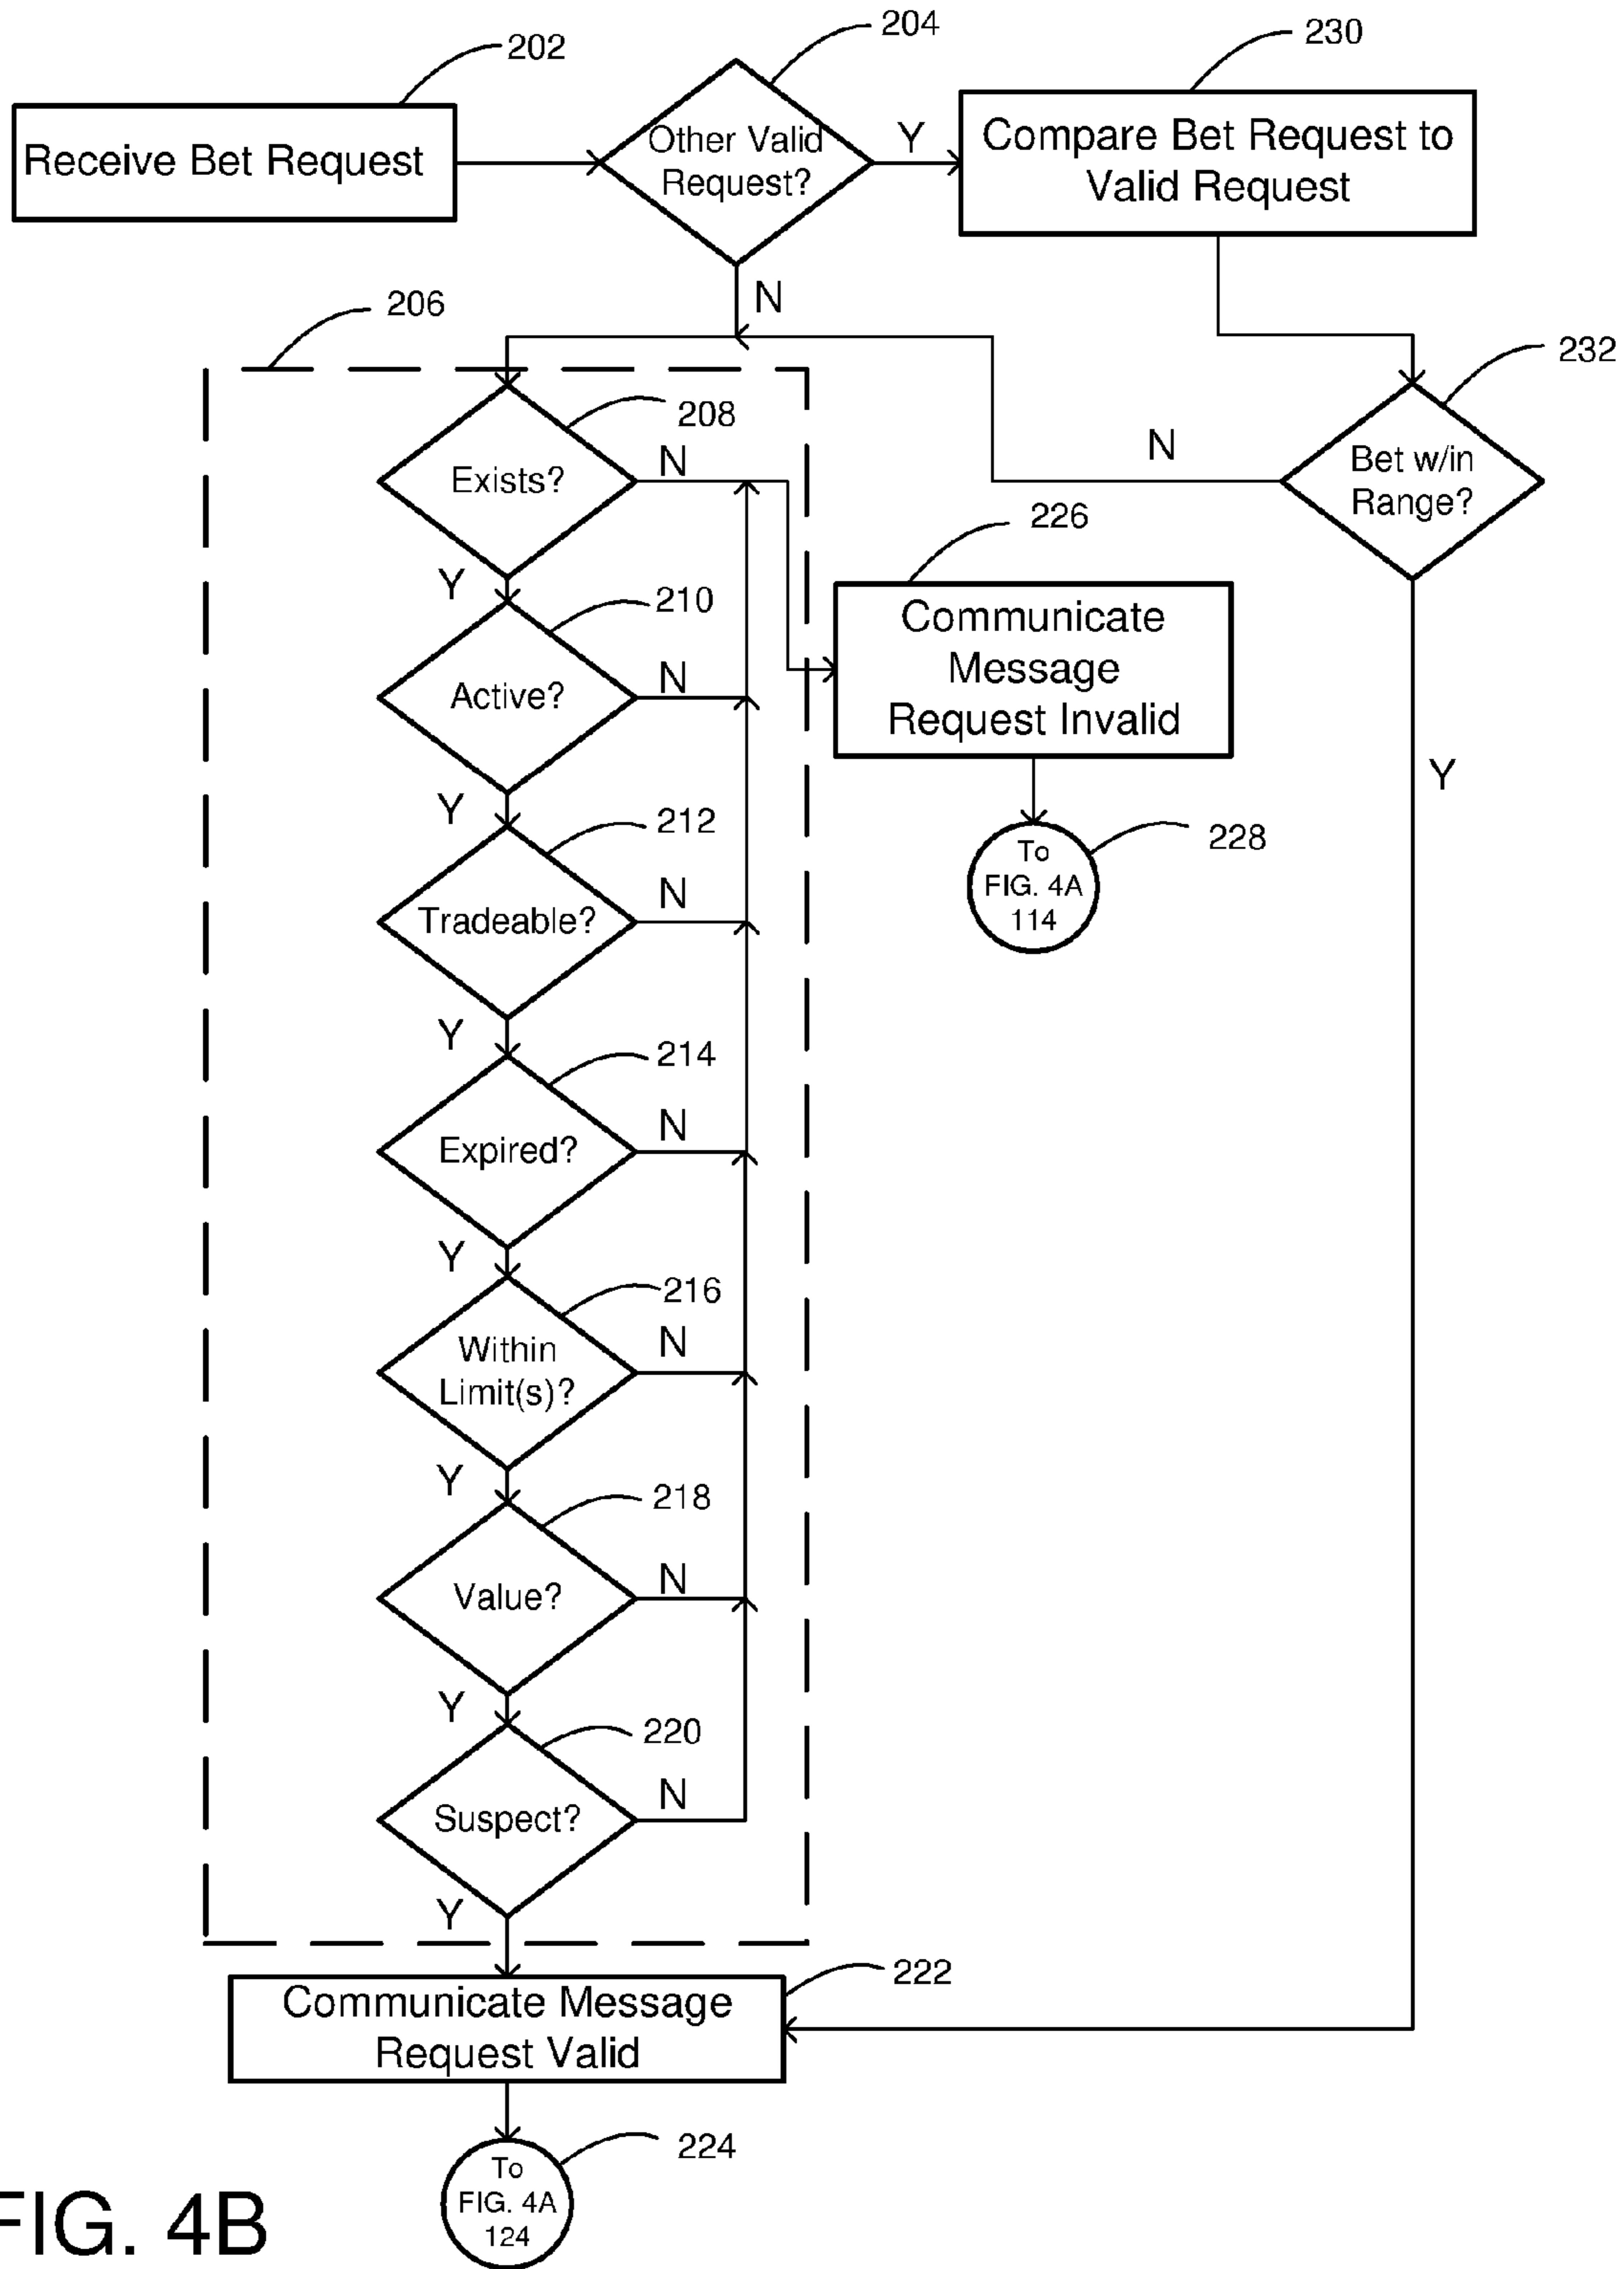 202
204
230
Receive Bet Request
Other Valid
Request?
Y
Compare Bet Request to
Valid Request
N
206
232
208
Exists?
N
N
Bet w/in
Range?
Y
210
226
Active?
N
Communicate
Message
Request Invalid
Y
Y
212
228
To
FIG. 4A
114
Tradeable?
N
Y
214
Expired?
N
Y
216
Within
Limit(s)?
N
Y
218
Value?
N
Y
220
Suspect?
N
Y
222
Communicate Message
Request Valid
224
To
FIG. 4A
124
FIG. 4B